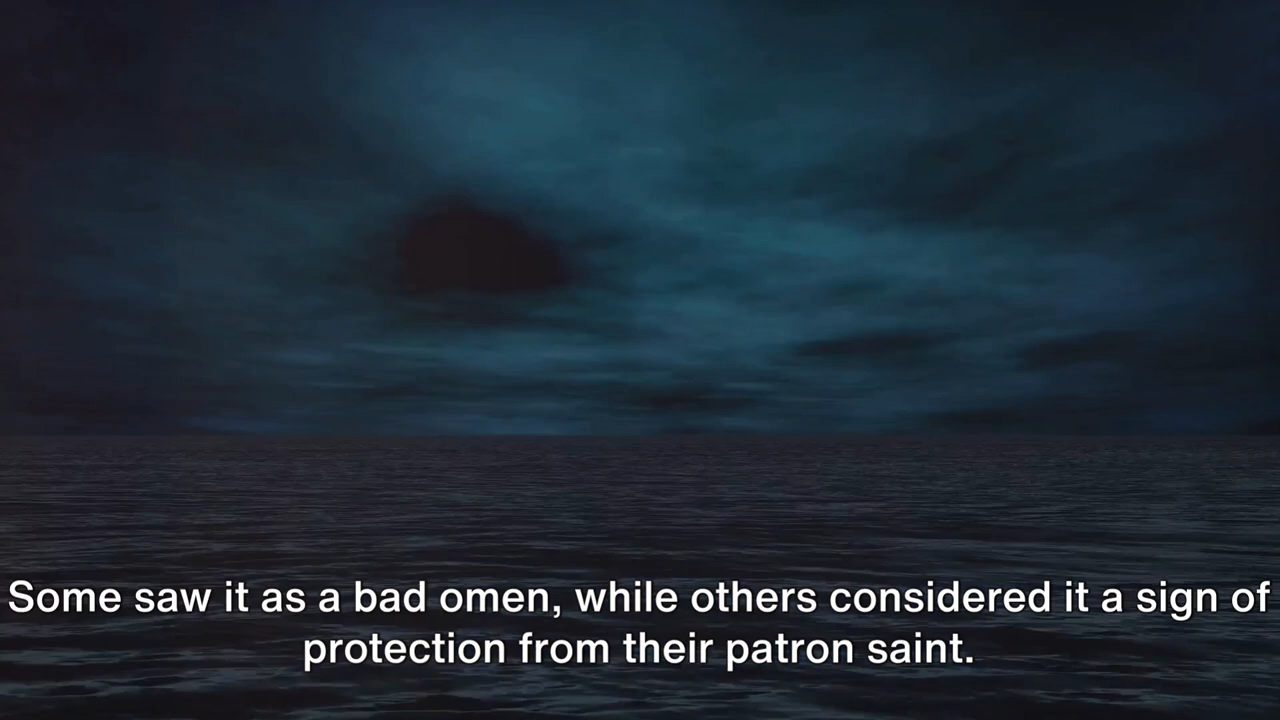 Some saw it as a bad omen, while others considered it a sign of
protection from their patron saint.